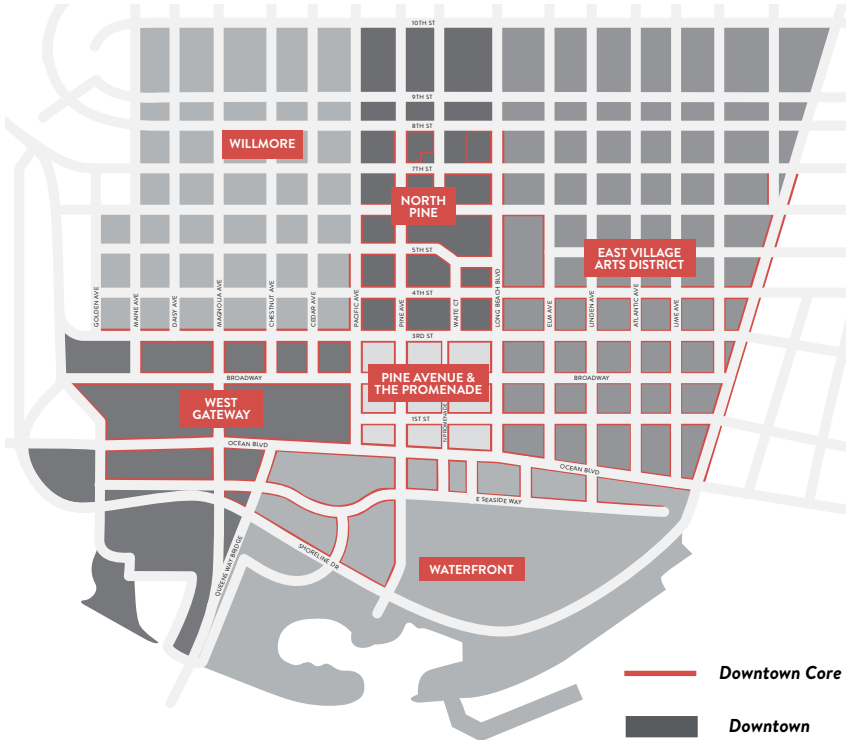 10TH ST
9TH ST
8TH ST
WILLMORE
7TH ST
NORTH
PINE
5TH ST
EAST VILLAGE
ARTS DISTRICT
4TH ST
GOLDEN AVE
MAINE AVE
DAISY AVE
MAGNOLIA AVE
CHESTNUT AVE
CEDAR AVE
PACIFIC AVE
PINE AVE
WAITE CT
LONG BEACH BLVD
ELM AVE
LINDEN AVE
ATLANTIC AVE
LIME AVE
3RD ST
BROADWAY
PINE AVENUE &
THE PROMENADE
BROADWAY
WEST
GATEWAY
1ST ST
N PROMENADE
OCEAN BLVD
OCEAN BLVD
E SEASIDE WAY
QUEENS WAY BRIDGE
SHORELINE DR
WATERFRONT
Downtown Core
Downtown